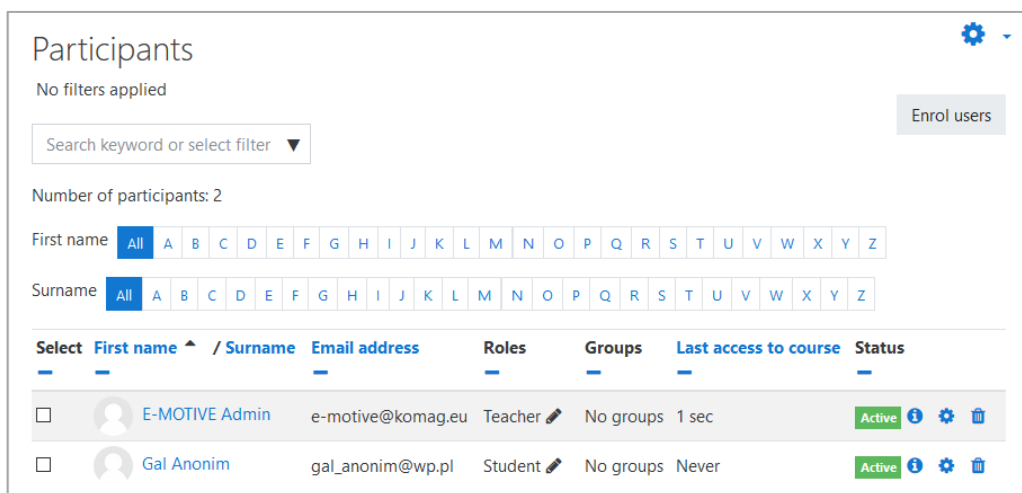 Participants
No filters applied
Enrol users
Search keyword or select filter ▼
Number of participants: 2
First name All A B C D E F G H I J K L M N O P Q R S T U V W X Y Z
Surname All A B C D E F G H I J K L M N O P Q R S T U V W X Y Z
Select First name / Surname Email address Roles Groups Last access to course Status
E-MOTIVE Admin e-motive@komag.eu Teacher No groups 1 sec Active
Gal Anonim gal_anonim@wp.pl Student No groups Never Active